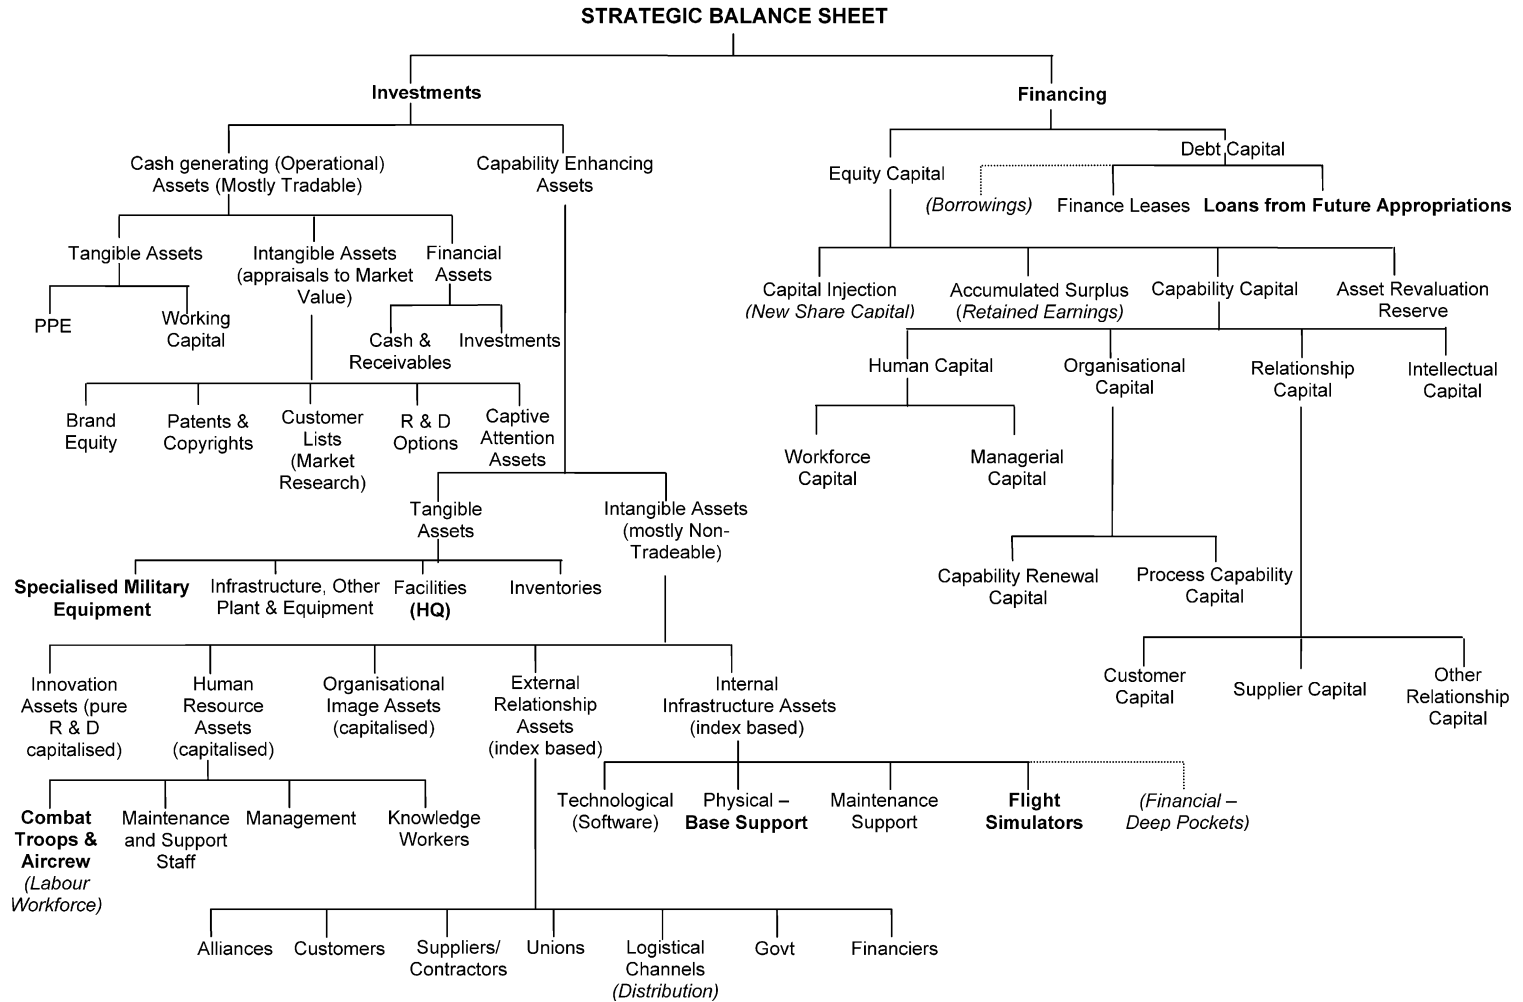 STRATEGIC BALANCE SHEET
Investments
Financing
Cash generating (Operational)
Assets (Mostly Tradable)
Capability Enhancing
Assets
Equity Capital
Debt Capital
(Borrowings)
Finance Leases
Loans from Future Appropriations
Tangible Assets
Intangible Assets
(appraisals to Market
Value)
Financial
Assets
PPE
Working
Capital
Cash &
Receivables
Investments
Capital Injection
(New Share Capital)
Accumulated Surplus
(Retained Earnings)
Capability Capital
Asset Revaluation
Reserve
Human Capital
Organisational
Capital
Relationship
Capital
Intellectual
Capital
Brand
Equity
Patents &
Copyrights
Customer
Lists
(Market
Research)
R & D
Options
Captive
Attention
Assets
Workforce
Capital
Managerial
Capital
Tangible
Assets
Intangible Assets
(mostly Non-
Tradeable)
Capability Renewal
Capital
Process Capability
Capital
Specialised Military
Equipment
Infrastructure, Other
Plant & Equipment
Facilities
(HQ)
Inventories
Customer
Capital
Supplier Capital
Other
Relationship
Capital
Innovation
Assets (pure
R & D
capitalised)
Human
Resource
Assets
(capitalised)
Organisational
Image Assets
(capitalised)
External
Relationship
Assets
(index based)
Internal
Infrastructure Assets
(index based)
Combat
Troops &
Aircrew
(Labour
Workforce)
Maintenance
and Support
Staff
Management
Knowledge
Workers
Technological
(Software)
Physical –
Base Support
Maintenance
Support
Flight
Simulators
(Financial –
Deep Pockets)
Alliances
Customers
Suppliers/
Contractors
Unions
Logistical
Channels
(Distribution)
Govt
Financiers